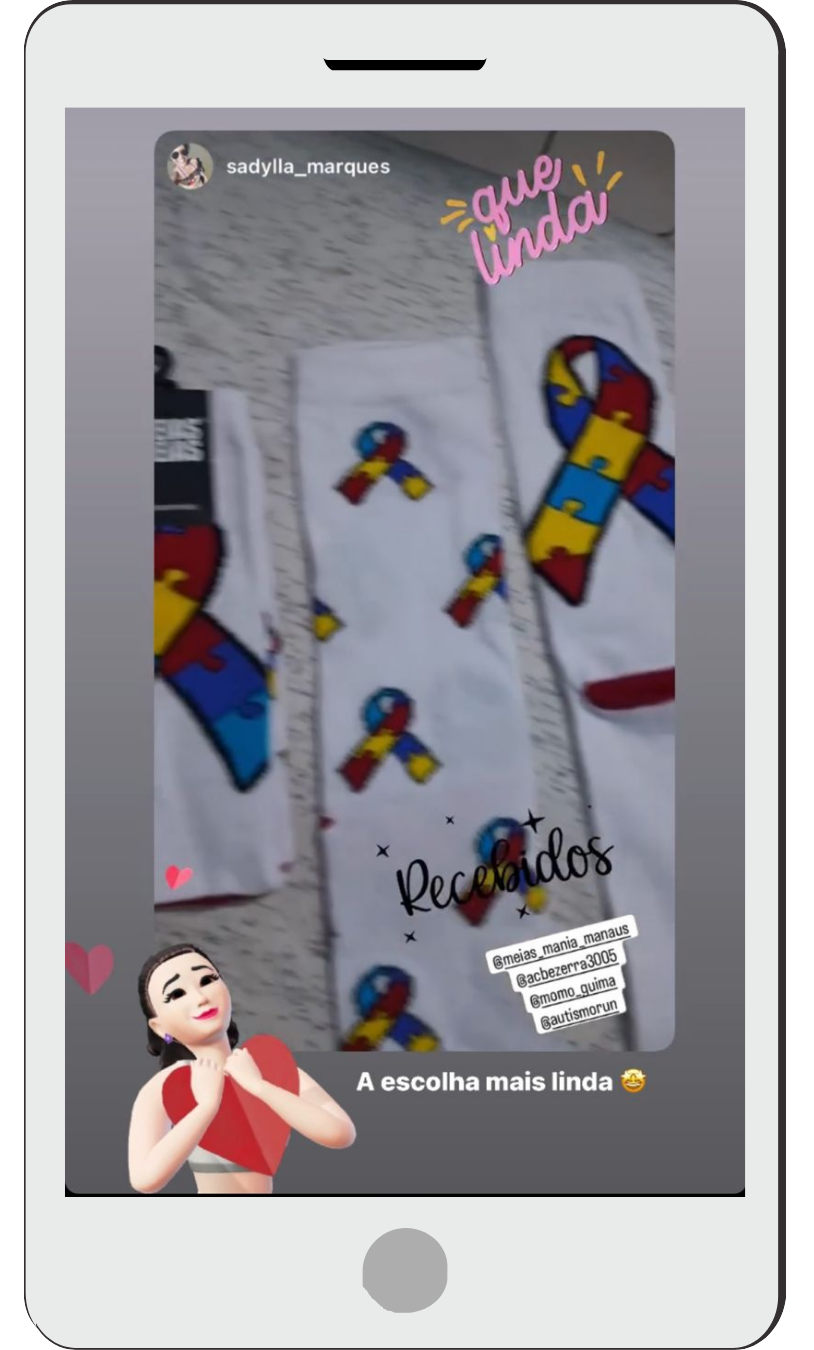 sadylla_marques
que
linda
Recebidos
@meias_mania_manaus
@acbezerra3005
@momo_guima
@autismorun
A escolha mais linda 🤩